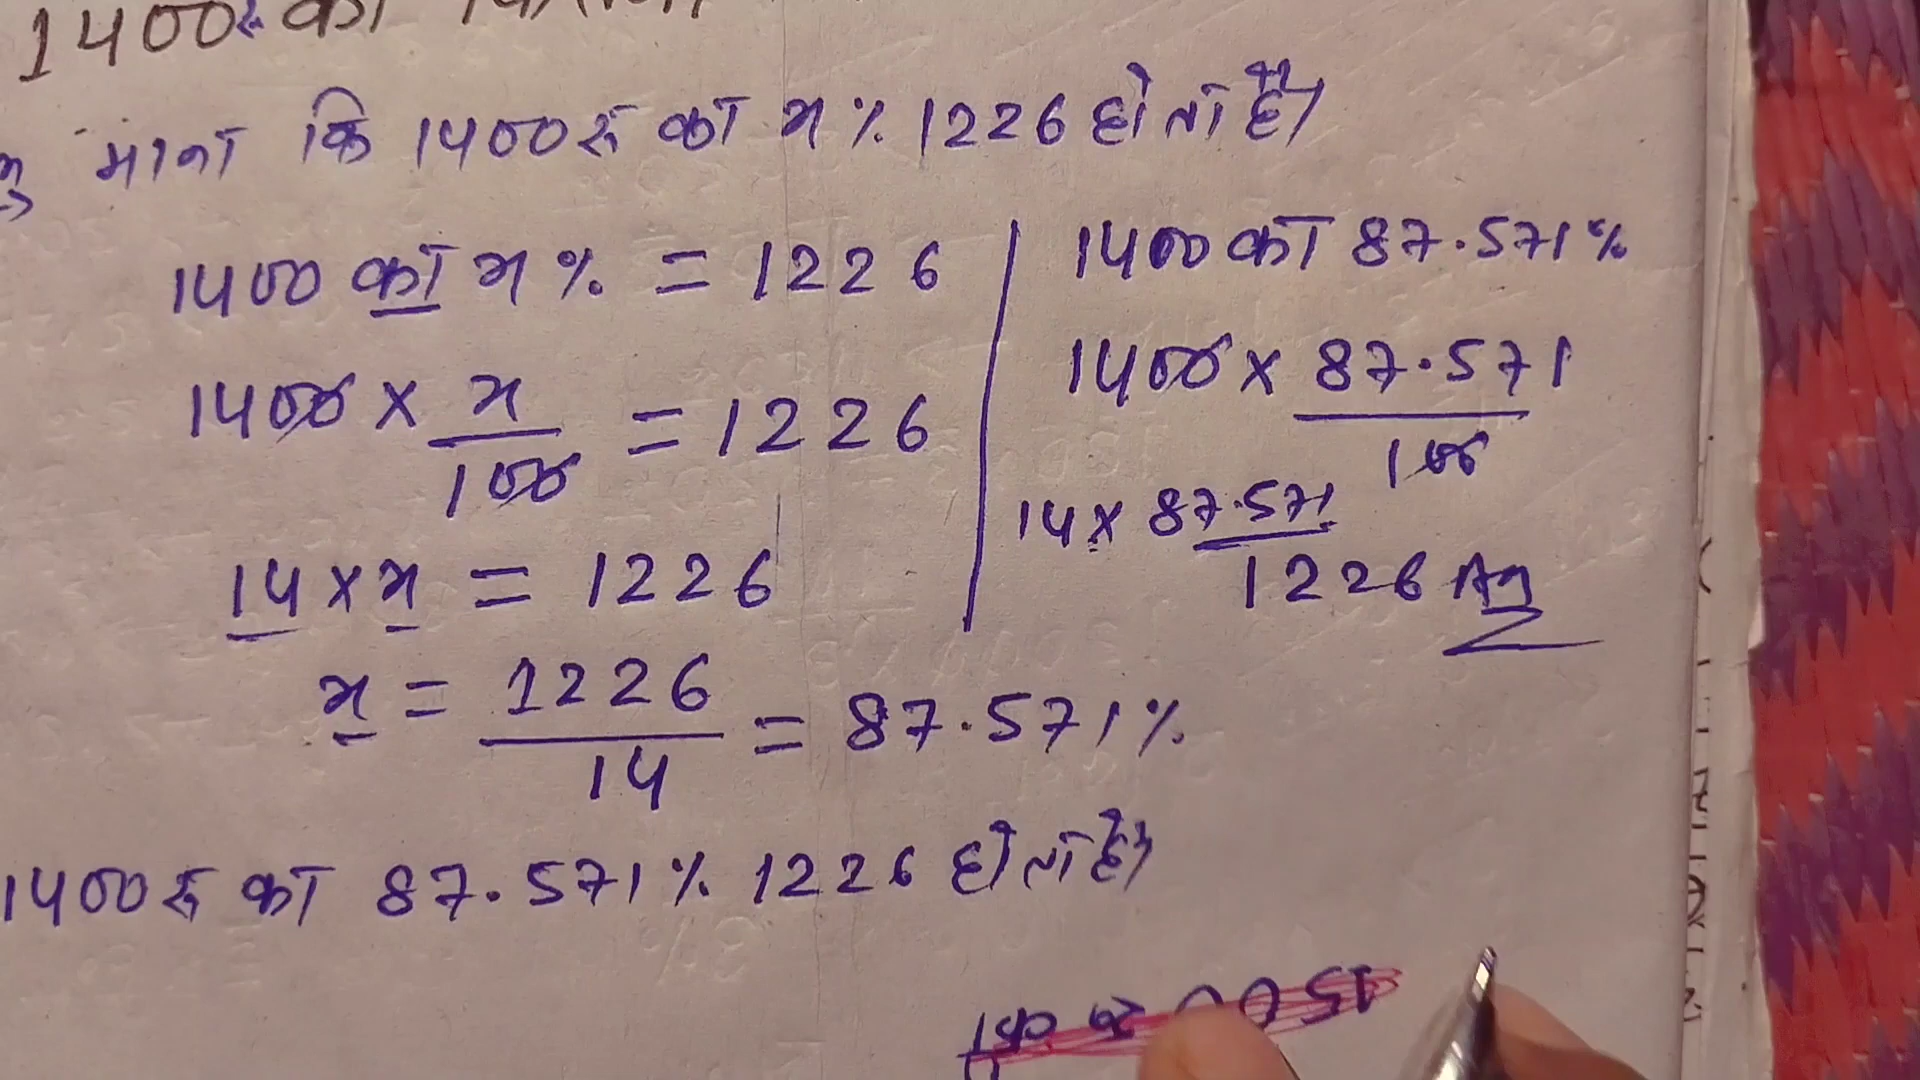 1400रु का
माना कि 1400रु का x% 1226 होता है।
1400 का x% = 1226
1400 × x/100 = 1226
14 × x = 1226
x = 1226/14 = 87.571%
1400 का 87.571%
1400 × 87.571/100
14 × 87.571
1226 Ans
1400रु का 87.571% 1226 होता है।